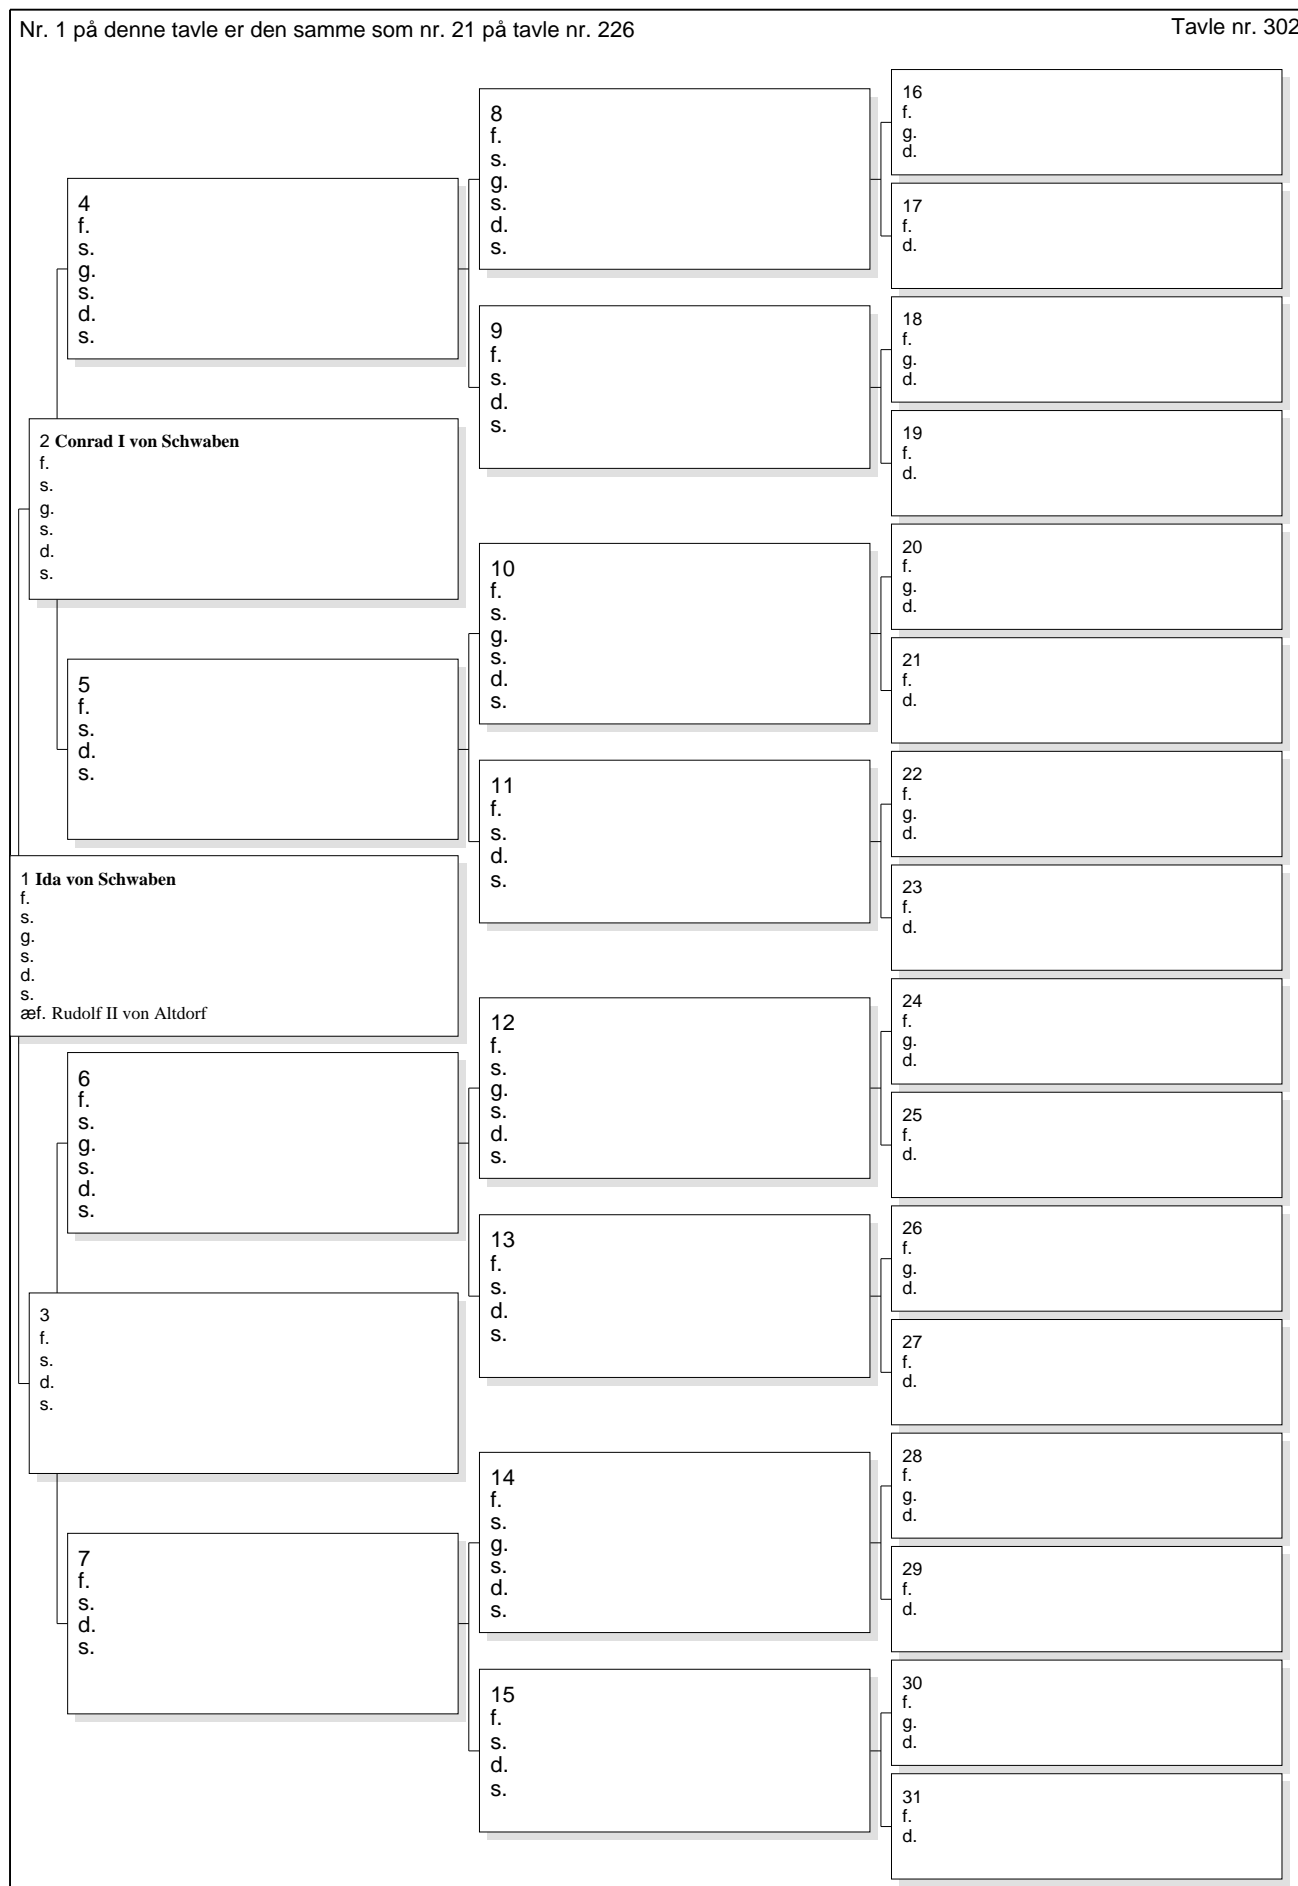 Nr. 1 på denne tavle er den samme som nr. 21 på tavle nr. 226
Tavle nr. 302
1 Ida von Schwaben
f.
s.
g.
s.
d.
s.
æf. Rudolf II von Altdorf
2 Conrad I von Schwaben
f.
s.
g.
s.
d.
s.
3
f.
s.
d.
s.
4
f.
s.
g.
s.
d.
s.
5
f.
s.
d.
s.
6
f.
s.
g.
s.
d.
s.
7
f.
s.
d.
s.
8
f.
s.
g.
s.
d.
s.
9
f.
s.
d.
s.
10
f.
s.
g.
s.
d.
s.
11
f.
s.
d.
s.
12
f.
s.
g.
s.
d.
s.
13
f.
s.
d.
s.
14
f.
s.
g.
s.
d.
s.
15
f.
s.
d.
s.
16
f.
g.
d.
17
f.
d.
18
f.
g.
d.
19
f.
d.
20
f.
g.
d.
21
f.
d.
22
f.
g.
d.
23
f.
d.
24
f.
g.
d.
25
f.
d.
26
f.
g.
d.
27
f.
d.
28
f.
g.
d.
29
f.
d.
30
f.
g.
d.
31
f.
d.